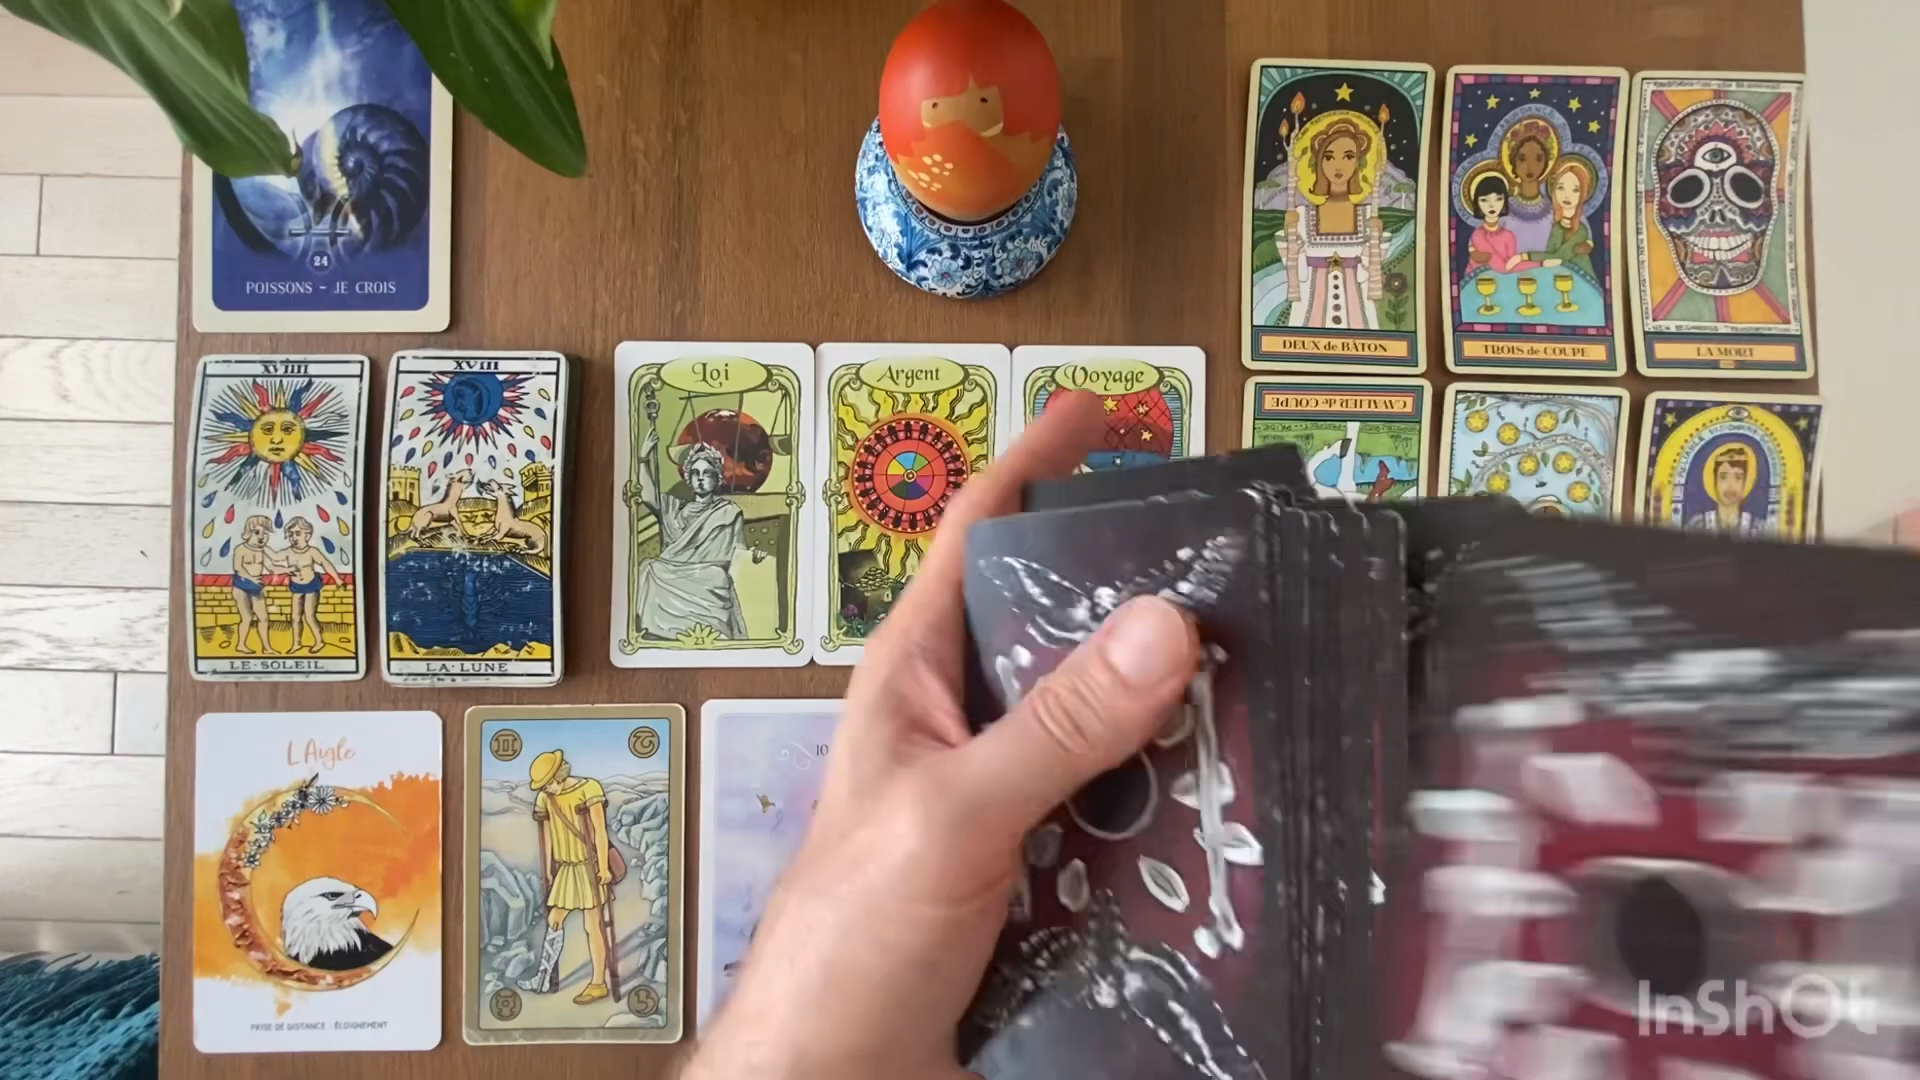 24
POISSONS - JE CROIS
DEUX de BÂTON
DANCE
TROIS de COUPE
LA MORT
XVIIII
LE·SOLEIL
XVIII
LA·LUNE
Loi
23
Argent
Voyage
CAVALIER de COUPE
L'Aigle
PRISE DE DISTANCE - ÉLOIGNEMENT
10
InShOt